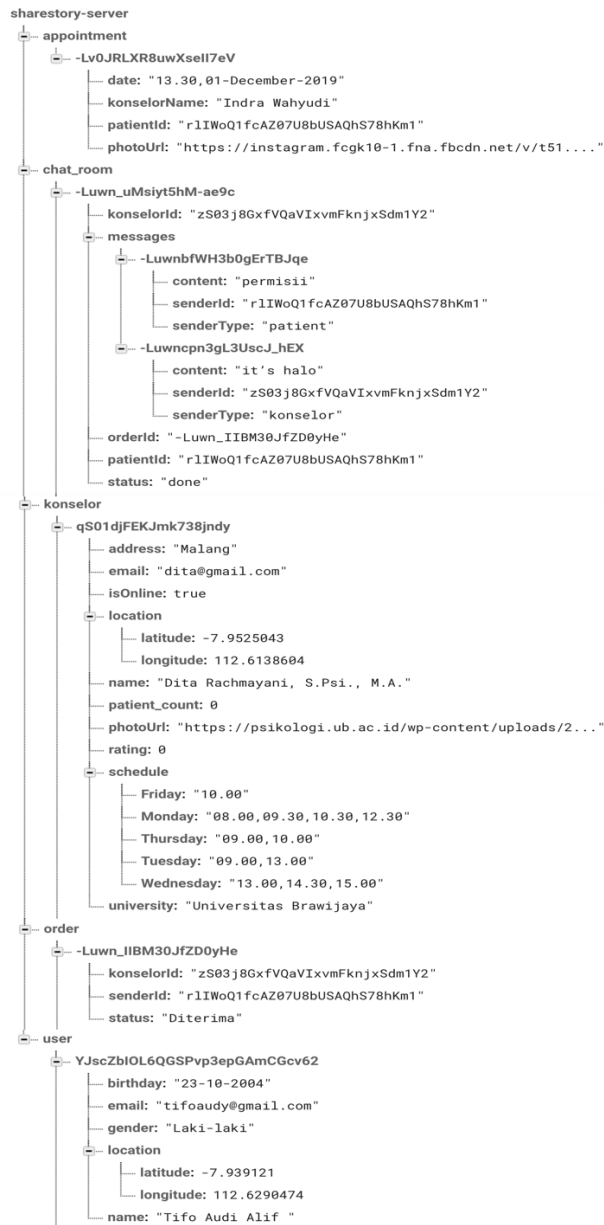 sharestory-server
appointment
-Lv0JRLXR8uwXsell7eV
date: "13.30,01-December-2019"
konselorName: "Indra Wahyudi"
patientId: "rlIWoQ1fcAZ07U8bUSAQhS78hKm1"
photoUrl: "https://instagram.fcgk10-1.fna.fbcdn.net/v/t51...."
chat_room
-Luwn_uMsiyt5hM-ae9c
konselorId: "zS03j8GxfVQaVIxvmFknjxSdm1Y2"
messages
-LuwnbfWH3b0gErTBJqe
content: "permisii"
senderId: "rlIWoQ1fcAZ07U8bUSAQhS78hKm1"
senderType: "patient"
-Luwncpn3gL3UscJ_hEX
content: "it's halo"
senderId: "zS03j8GxfVQaVIxvmFknjxSdm1Y2"
senderType: "konselor"
orderId: "-Luwn_IIBM30JfZD0yHe"
patientId: "rlIWoQ1fcAZ07U8bUSAQhS78hKm1"
status: "done"
konselor
qS01djFEKJmk738jndy
address: "Malang"
email: "dita@gmail.com"
isOnline: true
location
latitude: -7.9525043
longitude: 112.6138604
name: "Dita Rachmayani, S.Psi., M.A."
patient_count: 0
photoUrl: "https://psikologi.ub.ac.id/wp-content/uploads/2..."
rating: 0
schedule
Friday: "10.00"
Monday: "08.00,09.30,10.30,12.30"
Thursday: "09.00,10.00"
Tuesday: "09.00,13.00"
Wednesday: "13.00,14.30,15.00"
university: "Universitas Brawijaya"
order
-Luwn_IIBM30JfZD0yHe
konselorId: "zS03j8GxfVQaVIxvmFknjxSdm1Y2"
senderId: "rlIWoQ1fcAZ07U8bUSAQhS78hKm1"
status: "Diterima"
user
YJscZbIOL6QGSPvp3epGAmCGcv62
birthday: "23-10-2004"
email: "tifoaudy@gmail.com"
gender: "Laki-laki"
location
latitude: -7.939121
longitude: 112.6290474
name: "Tifo Audi Alif "